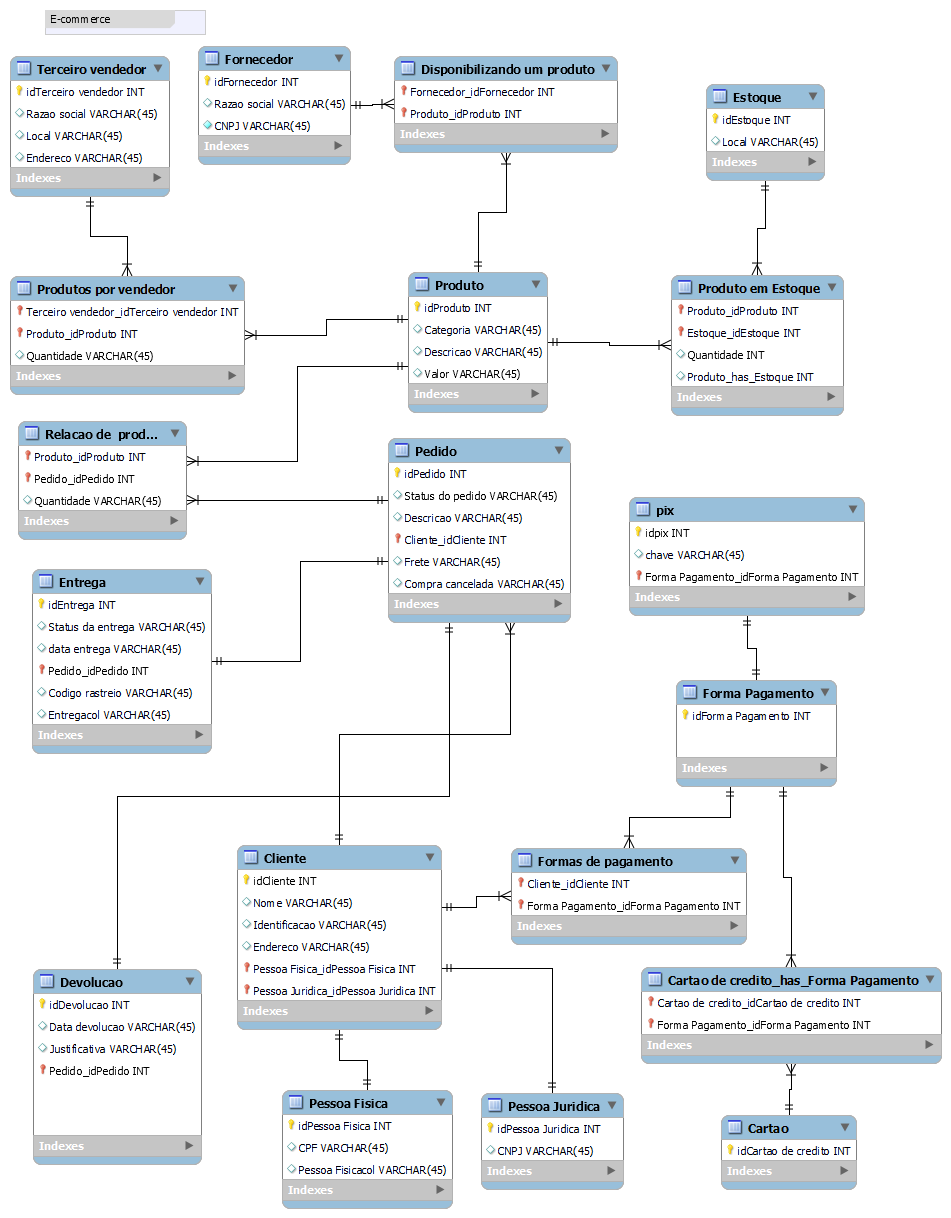 E-commerce
Terceiro vendedor
idTerceiro vendedor INT
Razao social VARCHAR(45)
Local VARCHAR(45)
Endereco VARCHAR(45)
Indexes
Fornecedor
idFornecedor INT
Razao social VARCHAR(45)
CNPJ VARCHAR(45)
Indexes
Disponibilizando um produto
Fornecedor_idFornecedor INT
Produto_idProduto INT
Indexes
Estoque
idEstoque INT
Local VARCHAR(45)
Indexes
Produtos por vendedor
Terceiro vendedor_idTerceiro vendedor INT
Produto_idProduto INT
Quantidade VARCHAR(45)
Indexes
Produto
idProduto INT
Categoria VARCHAR(45)
Descricao VARCHAR(45)
Valor VARCHAR(45)
Indexes
Produto em Estoque
Produto_idProduto INT
Estoque_idEstoque INT
Quantidade INT
Produto_has_Estoque INT
Indexes
Relacao de prod...
Produto_idProduto INT
Pedido_idPedido INT
Quantidade VARCHAR(45)
Indexes
Pedido
idPedido INT
Status do pedido VARCHAR(45)
Descricao VARCHAR(45)
Cliente_idCliente INT
Frete VARCHAR(45)
Compra cancelada VARCHAR(45)
Indexes
pix
idpix INT
chave VARCHAR(45)
Forma Pagamento_idForma Pagamento INT
Indexes
Entrega
idEntrega INT
Status da entrega VARCHAR(45)
data entrega VARCHAR(45)
Pedido_idPedido INT
Codigo rastreio VARCHAR(45)
Entregacol VARCHAR(45)
Indexes
Forma Pagamento
idForma Pagamento INT
Indexes
Cliente
idCliente INT
Nome VARCHAR(45)
Identificacao VARCHAR(45)
Endereco VARCHAR(45)
Pessoa Fisica_idPessoa Fisica INT
Pessoa Juridica_idPessoa Juridica INT
Indexes
Formas de pagamento
Cliente_idCliente INT
Forma Pagamento_idForma Pagamento INT
Indexes
Devolucao
idDevolucao INT
Data devolucao VARCHAR(45)
Justificativa VARCHAR(45)
Pedido_idPedido INT
Indexes
Cartao de credito_has_Forma Pagamento
Cartao de credito_idCartao de credito INT
Forma Pagamento_idForma Pagamento INT
Indexes
Pessoa Fisica
idPessoa Fisica INT
CPF VARCHAR(45)
Pessoa Fisicacol VARCHAR(45)
Indexes
Pessoa Juridica
idPessoa Juridica INT
CNPJ VARCHAR(45)
Indexes
Cartao
idCartao de credito INT
Indexes